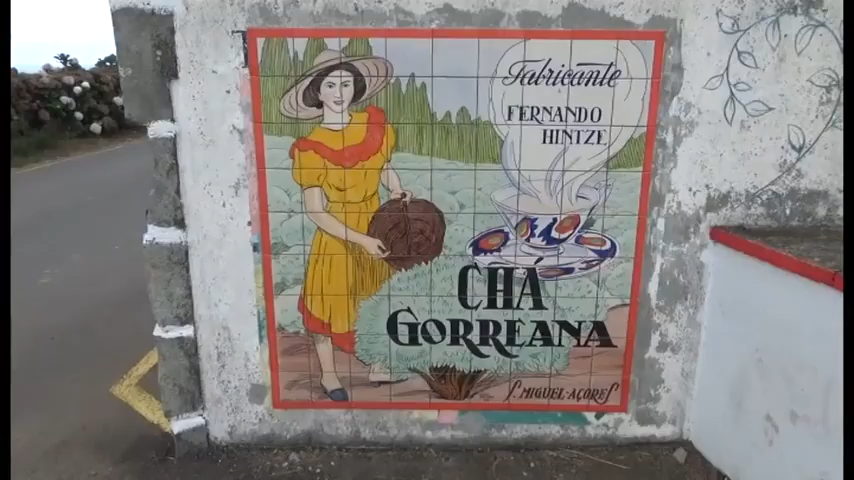 Fabricante
FERNANDO
HINTZE
CHÁ
GORREANA
S. MIGUEL-AÇORES